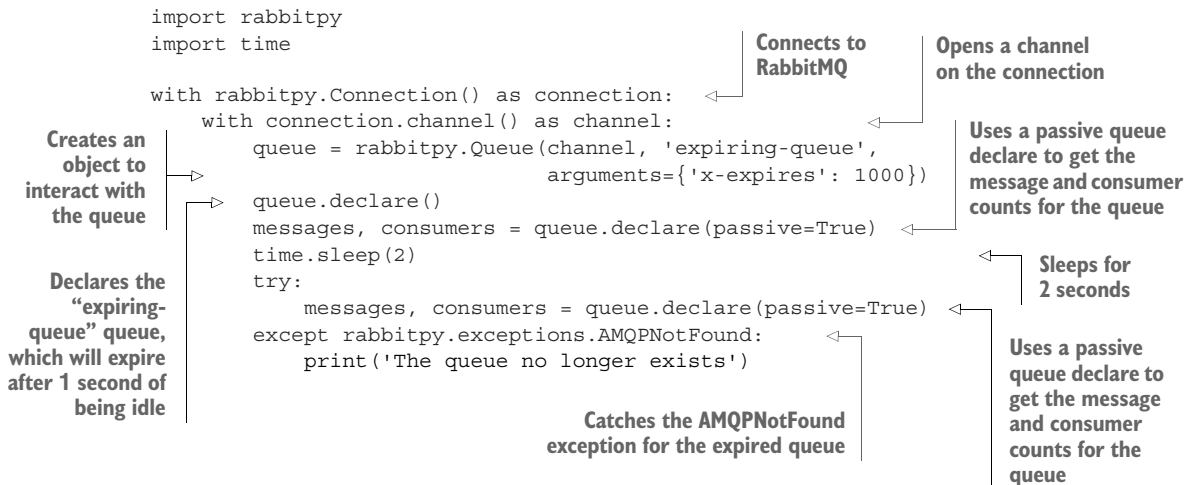 import rabbitpy
import time
with rabbitpy.Connection() as connection:
with connection.channel() as channel:
queue = rabbitpy.Queue(channel, 'expiring-queue',
arguments={'x-expires': 1000})
queue.declare()
messages, consumers = queue.declare(passive=True)
time.sleep(2)
try:
messages, consumers = queue.declare(passive=True)
except rabbitpy.exceptions.AMQPNotFound:
print('The queue no longer exists')
Connects to
RabbitMQ
Opens a channel
on the connection
Creates an
object to
interact with
the queue
Uses a passive queue
declare to get the
message and consumer
counts for the queue
Declares the
“expiring-
queue” queue,
which will expire
after 1 second of
being idle
Sleeps for
2 seconds
Catches the AMQPNotFound
exception for the expired queue
Uses a passive
queue declare to
get the message
and consumer
counts for the
queue